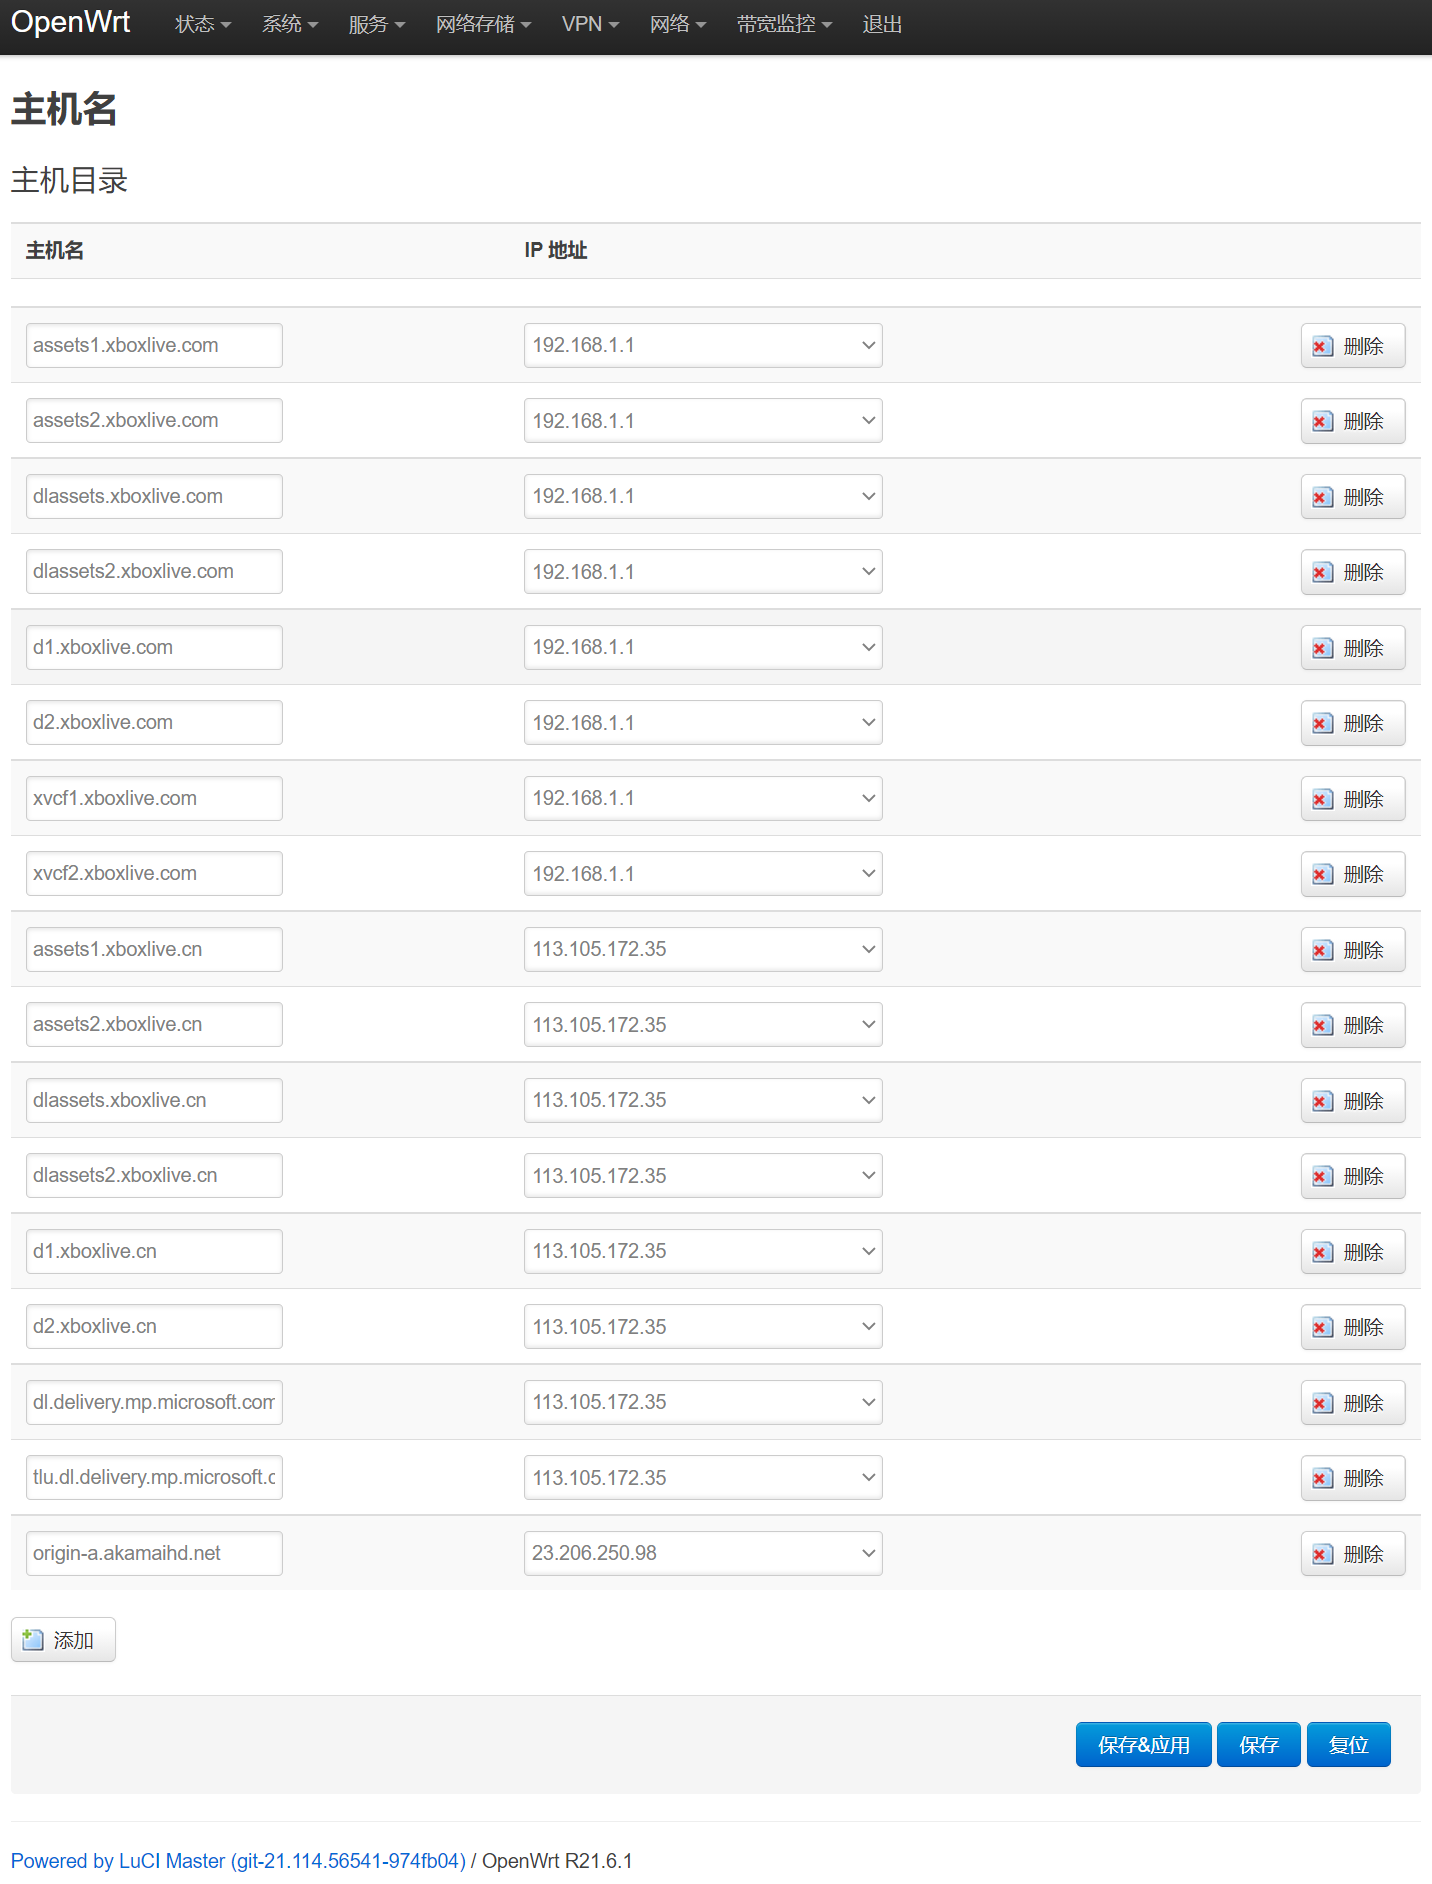 OpenWrt 状态 系统 服务 网络存储 VPN 网络 带宽监控 退出
主机名
主机目录
主机名 IP 地址
assets1.xboxlive.com 192.168.1.1 删除
assets2.xboxlive.com 192.168.1.1 删除
dlassets.xboxlive.com 192.168.1.1 删除
dlassets2.xboxlive.com 192.168.1.1 删除
d1.xboxlive.com 192.168.1.1 删除
d2.xboxlive.com 192.168.1.1 删除
xvcf1.xboxlive.com 192.168.1.1 删除
xvcf2.xboxlive.com 192.168.1.1 删除
assets1.xboxlive.cn 113.105.172.35 删除
assets2.xboxlive.cn 113.105.172.35 删除
dlassets.xboxlive.cn 113.105.172.35 删除
dlassets2.xboxlive.cn 113.105.172.35 删除
d1.xboxlive.cn 113.105.172.35 删除
d2.xboxlive.cn 113.105.172.35 删除
dl.delivery.mp.microsoft.com 113.105.172.35 删除
tlu.dl.delivery.mp.microsoft.c 113.105.172.35 删除
origin-a.akamaihd.net 23.206.250.98 删除
添加
保存&应用 保存 复位
Powered by LuCI Master (git-21.114.56541-974fb04) / OpenWrt R21.6.1